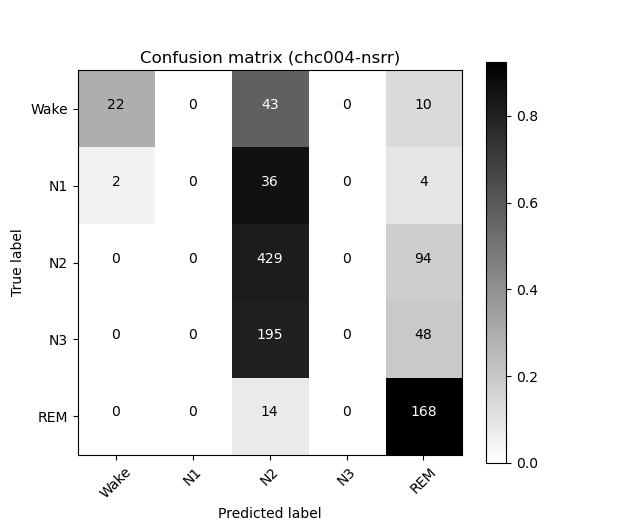 Confusion matrix (chc004-nsrr)
Wake 22 0 43 0 10
N1 2 0 36 0 4
N2 0 0 429 0 94
N3 0 0 195 0 48
REM 0 0 14 0 168
True label
Wake N1 N2 N3 REM
Predicted label
0.8
0.6
0.4
0.2
0.0